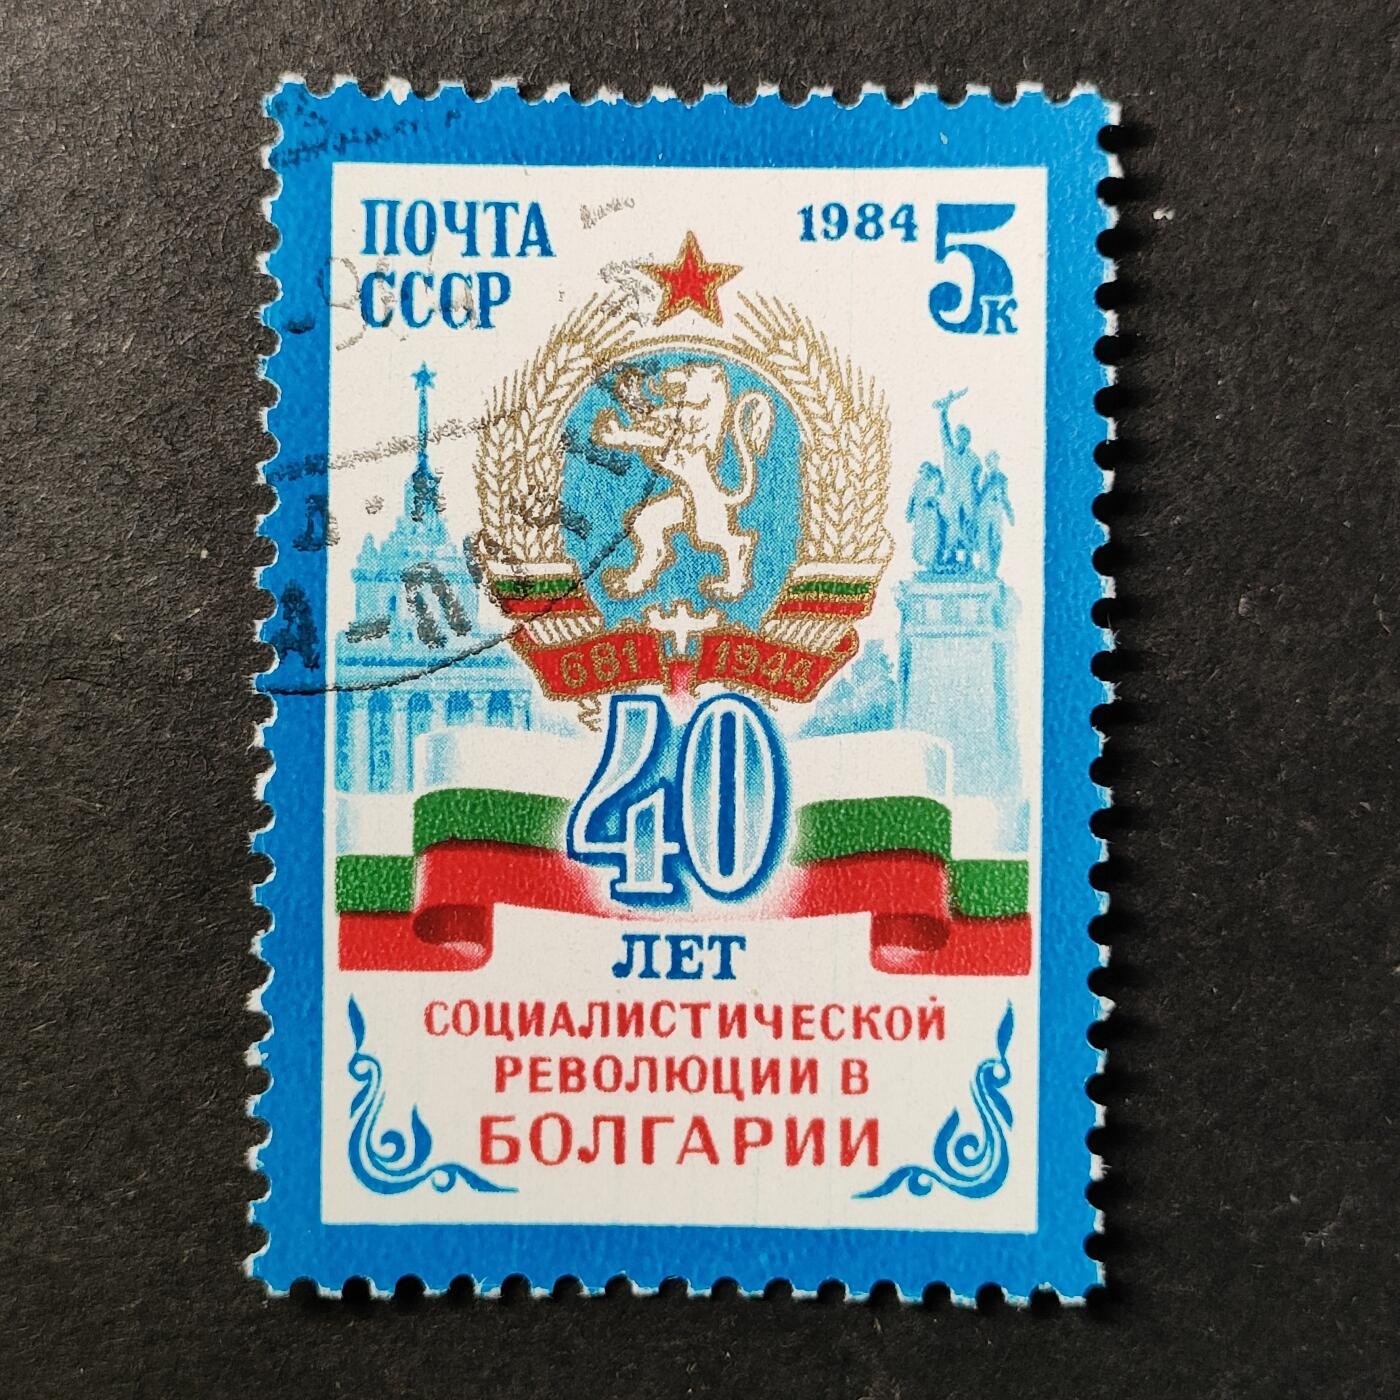 ПОЧТА
СССР
1984 5к
681 1944
40
ЛЕТ
СОЦИАЛИСТИЧЕСКОЙ
РЕВОЛЮЦИИ В
БОЛГАРИИ